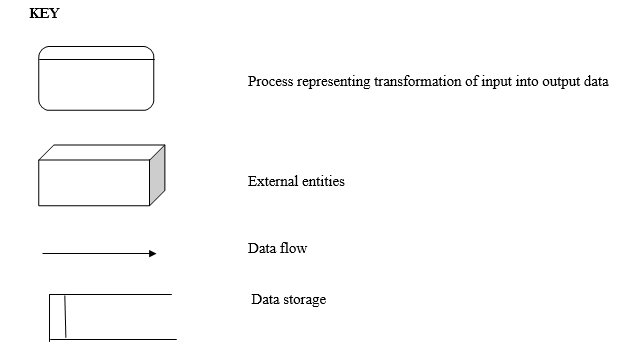 KEY
Process representing transformation of input into output data
External entities
Data flow
Data storage